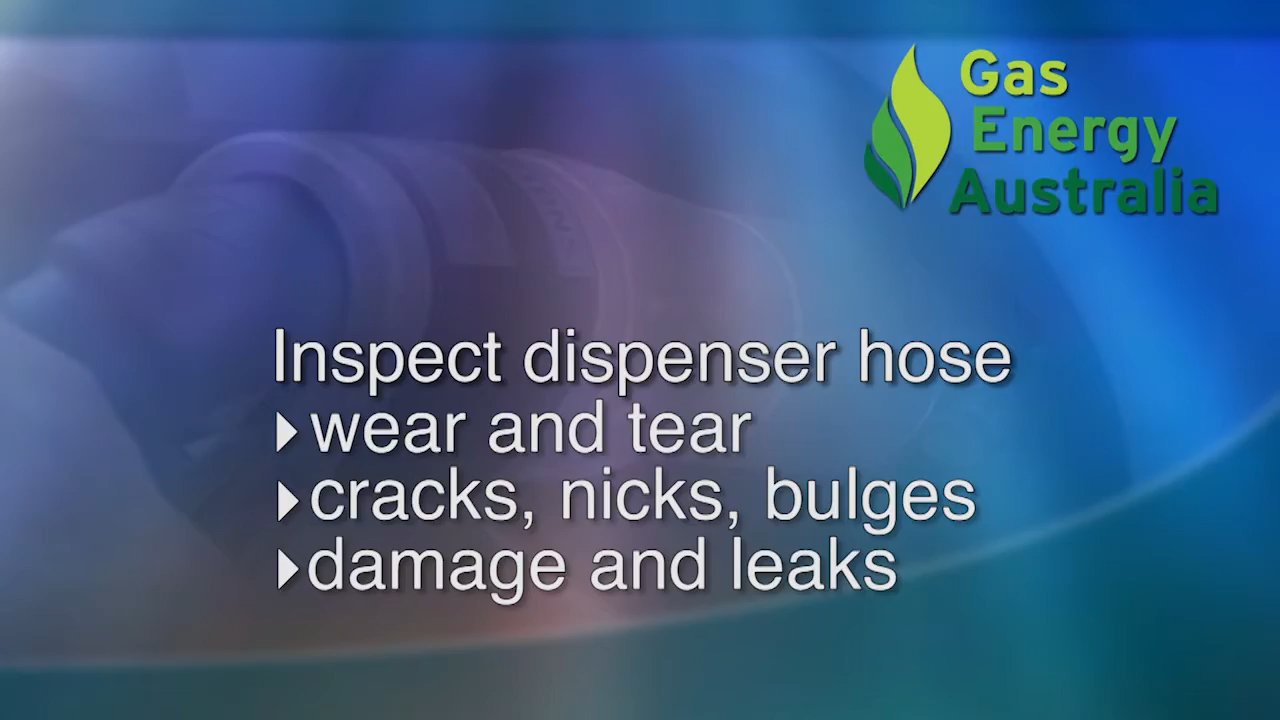 Gas
Energy
Australia
Inspect dispenser hose
wear and tear
cracks, nicks, bulges
damage and leaks